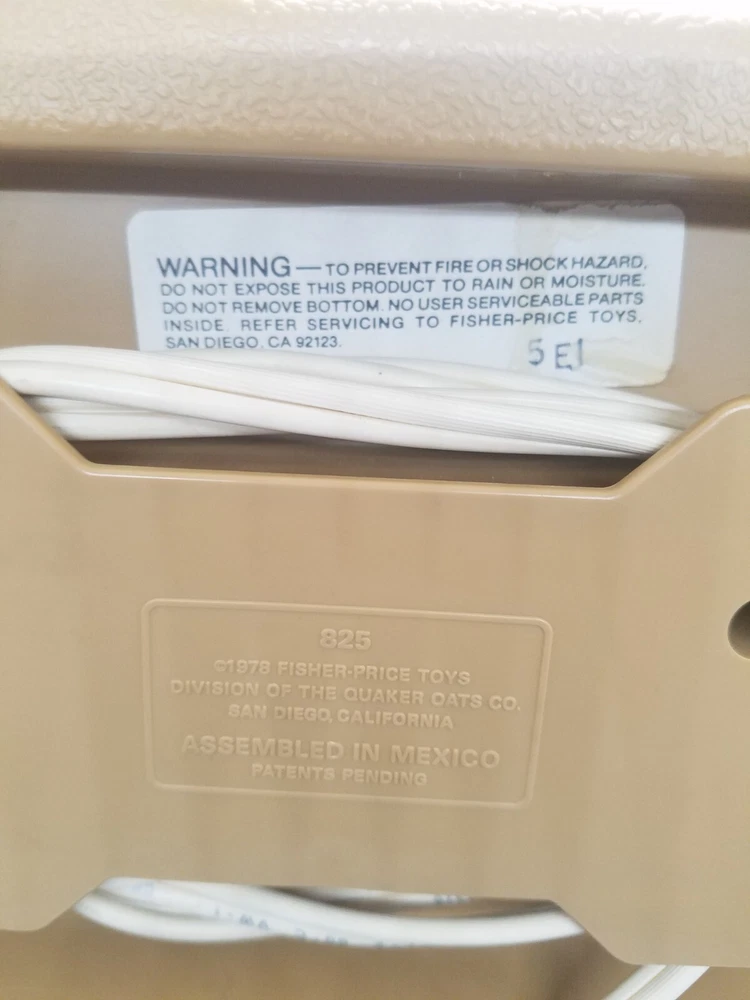 WARNING — TO PREVENT FIRE OR SHOCK HAZARD,
DO NOT EXPOSE THIS PRODUCT TO RAIN OR MOISTURE.
DO NOT REMOVE BOTTOM. NO USER SERVICEABLE PARTS
INSIDE. REFER SERVICING TO FISHER-PRICE TOYS,
SAN DIEGO, CA 92123.
5 E1
825
©1978 FISHER-PRICE TOYS
DIVISION OF THE QUAKER OATS CO.
SAN DIEGO, CALIFORNIA
ASSEMBLED IN MEXICO
PATENTS PENDING